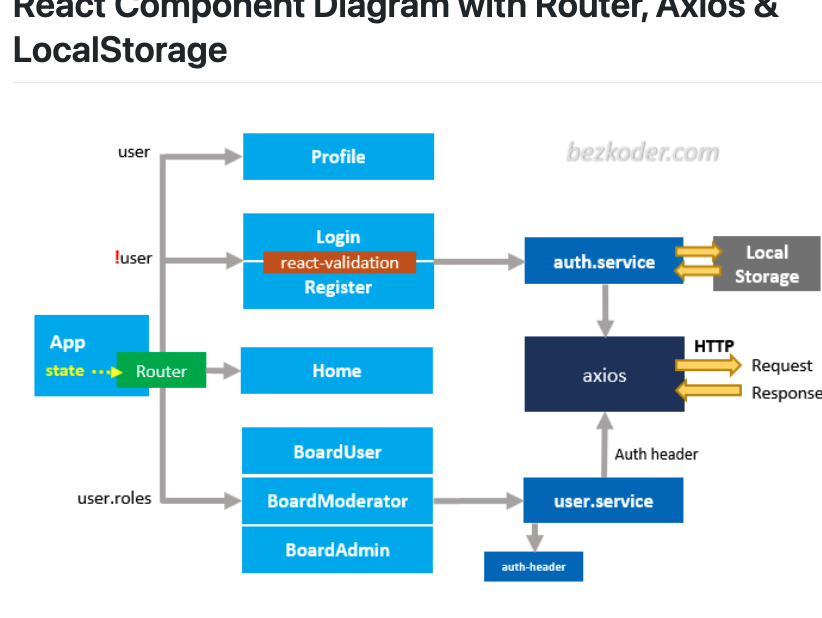 React Component Diagram with Router, Axios &
LocalStorage
bezkoder.com
user
Profile
!user
Login
react-validation
Register
auth.service
Local
Storage
App
state
Router
Home
axios
HTTP
Request
Response
BoardUser
Auth header
user.roles
BoardModerator
user.service
BoardAdmin
auth-header